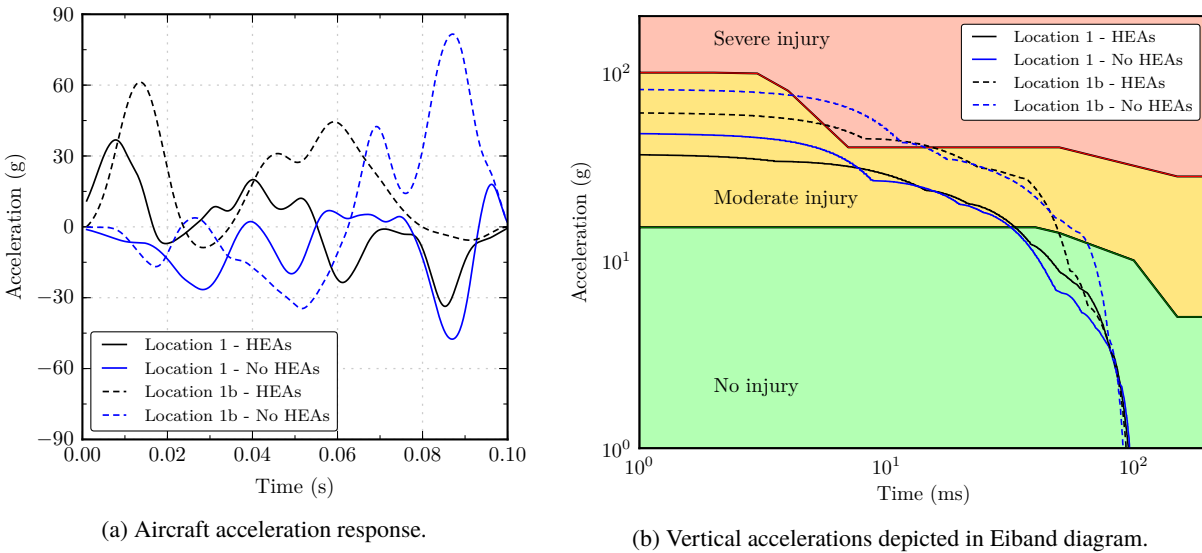 90
60
30
0
−30
−60
−90
Acceleration (g)
Location 1 - HEAs
Location 1 - No HEAs
Location 1b - HEAs
Location 1b - No HEAs
0.00 0.02 0.04 0.06 0.08 0.10
Time (s)
(a) Aircraft acceleration response.
Severe injury
Location 1 - HEAs
Location 1 - No HEAs
Location 1b - HEAs
Location 1b - No HEAs
10²
Acceleration (g)
Moderate injury
10¹
No injury
10⁰
10⁰ 10¹ 10²
Time (ms)
(b) Vertical accelerations depicted in Eiband diagram.